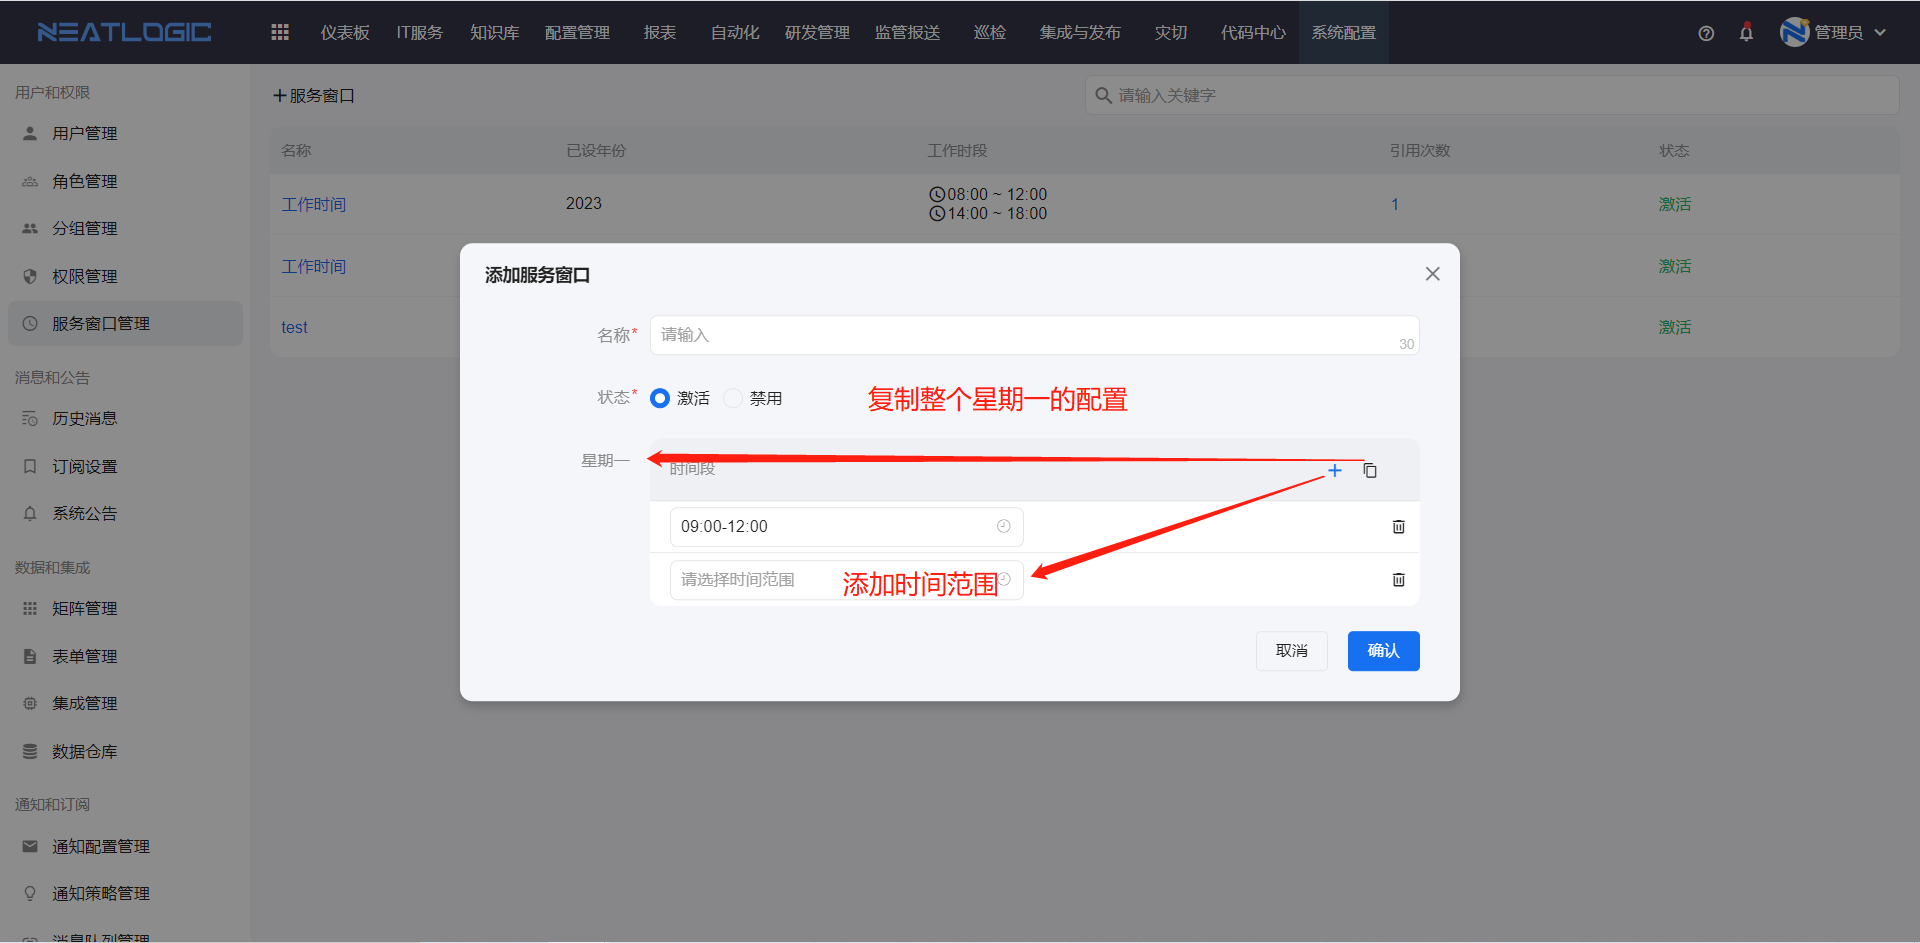 NEATLOGIC
仪表板 IT服务 知识库 配置管理 报表 自动化 研发管理 监管报送 巡检 集成与发布 灾切 代码中心 系统配置
管理员
用户和权限
用户管理
角色管理
分组管理
权限管理
服务窗口管理
消息和公告
历史消息
订阅设置
系统公告
数据和集成
矩阵管理
表单管理
集成管理
数据仓库
通知和订阅
通知配置管理
通知策略管理
消息队列管理
服务窗口
请输入关键字
名称 已设年份 工作时段 引用次数 状态
工作时间 2023 08:00 ~ 12:00 1 激活
14:00 ~ 18:00
工作时间 激活
test 激活
添加服务窗口
名称* 请输入 30
状态* 激活 禁用
复制整个星期一的配置
星期一 时间段
09:00-12:00
请选择时间范围
添加时间范围
取消 确认